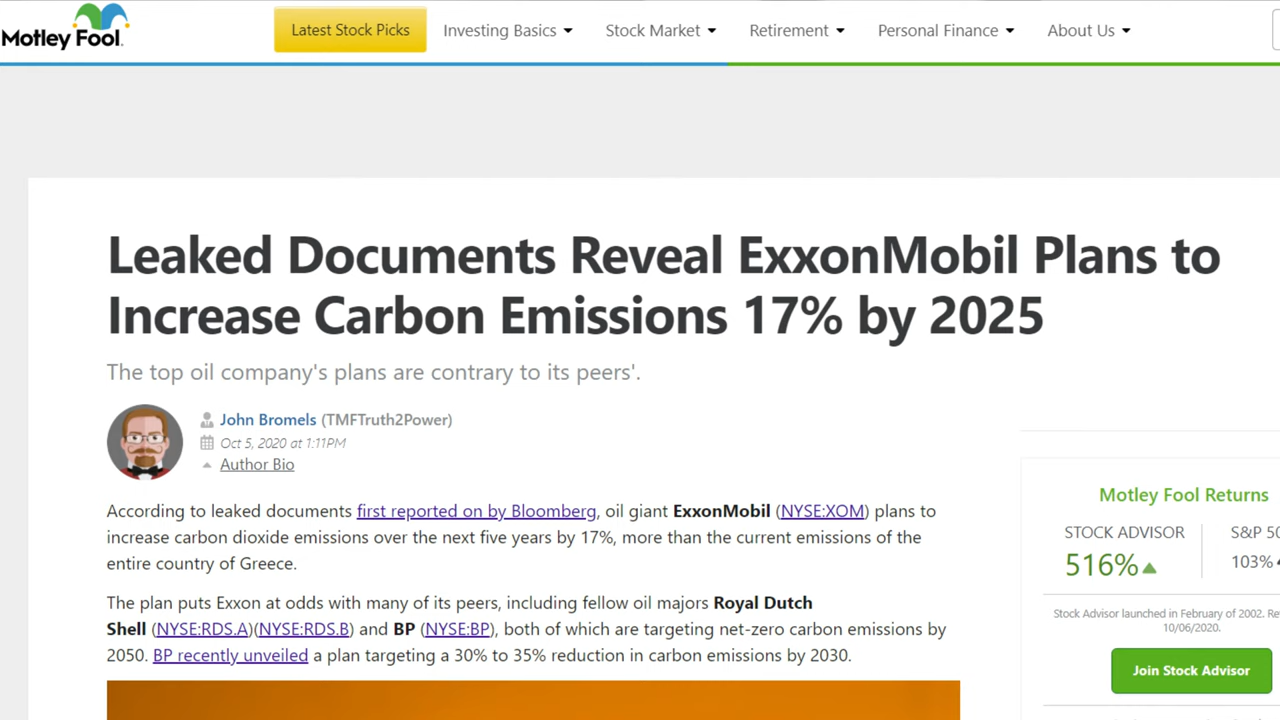 Motley Fool.
Latest Stock Picks
Investing Basics
Stock Market
Retirement
Personal Finance
About Us
Leaked Documents Reveal ExxonMobil Plans to
Increase Carbon Emissions 17% by 2025
The top oil company's plans are contrary to its peers'.
John Bromels (TMFTruth2Power)
Oct 5, 2020 at 1:11PM
Author Bio
According to leaked documents first reported on by Bloomberg, oil giant ExxonMobil (NYSE:XOM) plans to
increase carbon dioxide emissions over the next five years by 17%, more than the current emissions of the
entire country of Greece.
The plan puts Exxon at odds with many of its peers, including fellow oil majors Royal Dutch
Shell (NYSE:RDS.A)(NYSE:RDS.B) and BP (NYSE:BP), both of which are targeting net-zero carbon emissions by
2050. BP recently unveiled a plan targeting a 30% to 35% reduction in carbon emissions by 2030.
Motley Fool Returns
STOCK ADVISOR
S&P 50
516%
103%
Stock Advisor launched in February of 2002. Re
10/06/2020.
Join Stock Advisor